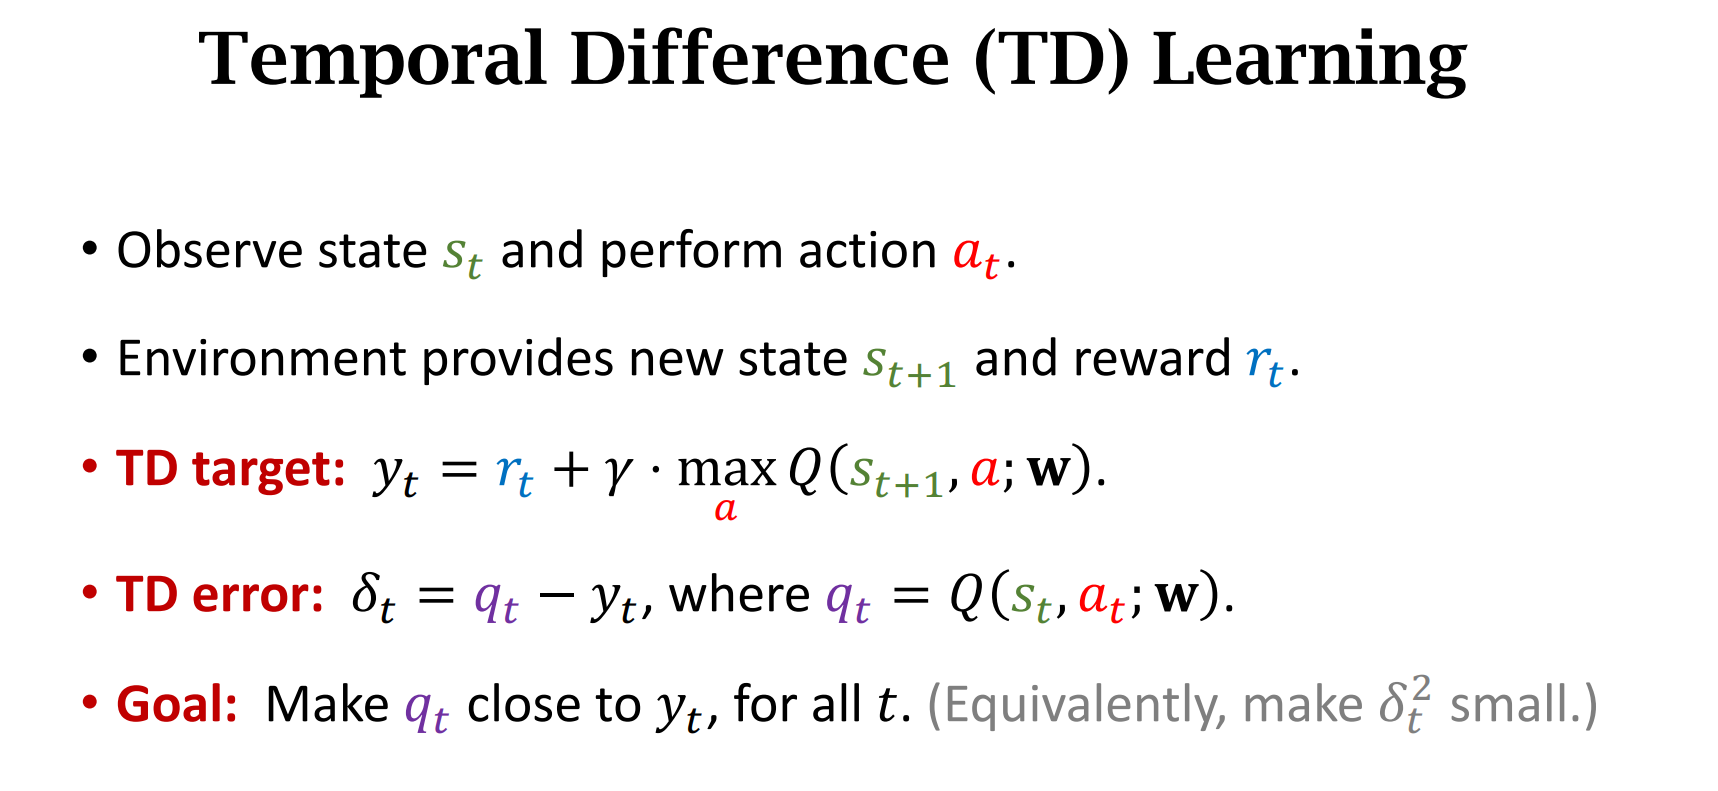 Temporal Difference (TD) Learning
• Observe state $s_t$ and perform action $a_t$.
• Environment provides new state $s_{t+1}$ and reward $r_t$.
• TD target: $y_t = r_t + \gamma \cdot \max_a Q(s_{t+1}, a; \mathbf{w})$.
• TD error: $\delta_t = q_t - y_t$, where $q_t = Q(s_t, a_t; \mathbf{w})$.
• Goal: Make $q_t$ close to $y_t$, for all $t$. (Equivalently, make $\delta_t^2$ small.)